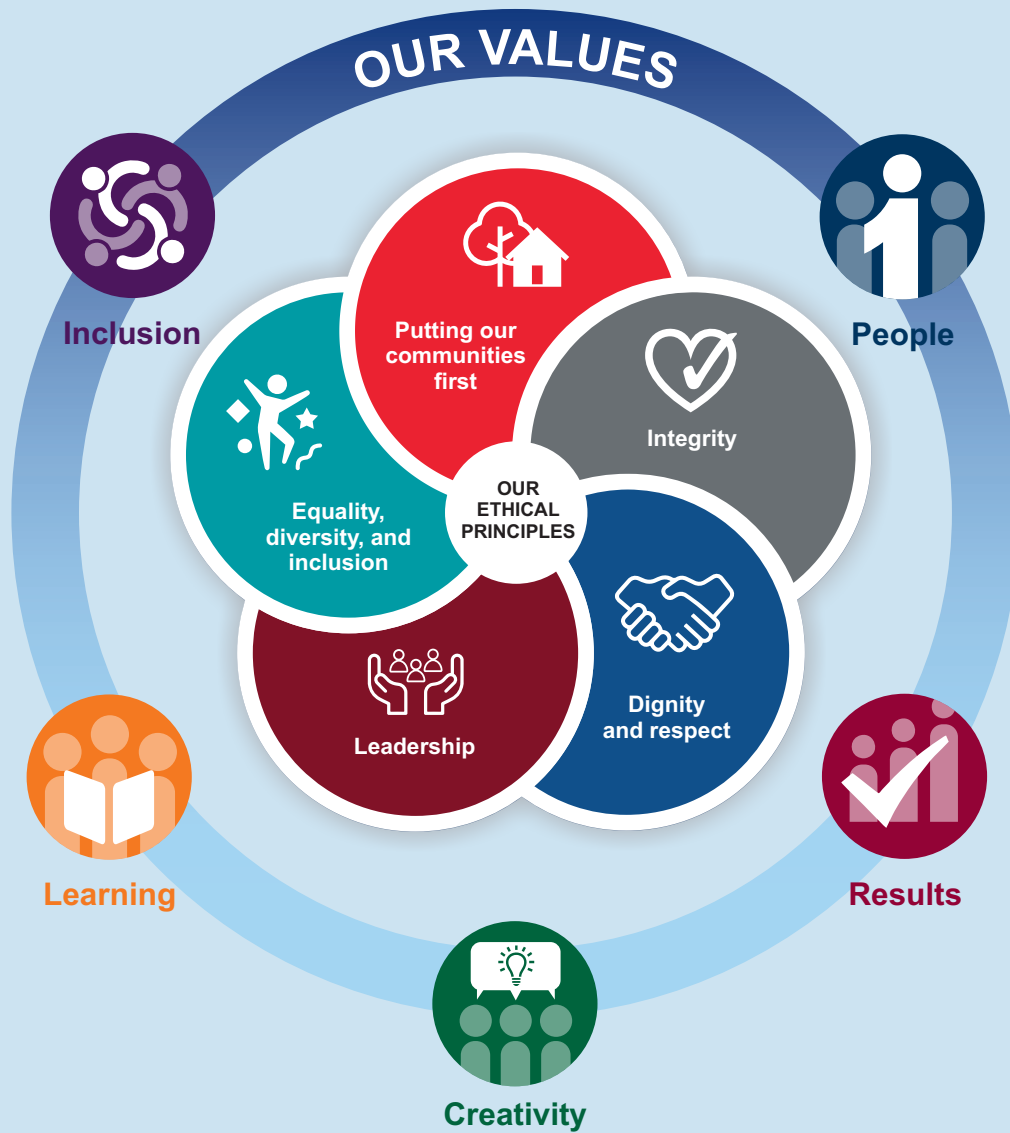 OUR VALUES
Inclusion
People
Putting our
communities
first
Integrity
Equality,
diversity, and
inclusion
OUR
ETHICAL
PRINCIPLES
Dignity
and respect
Leadership
Learning
Results
Creativity